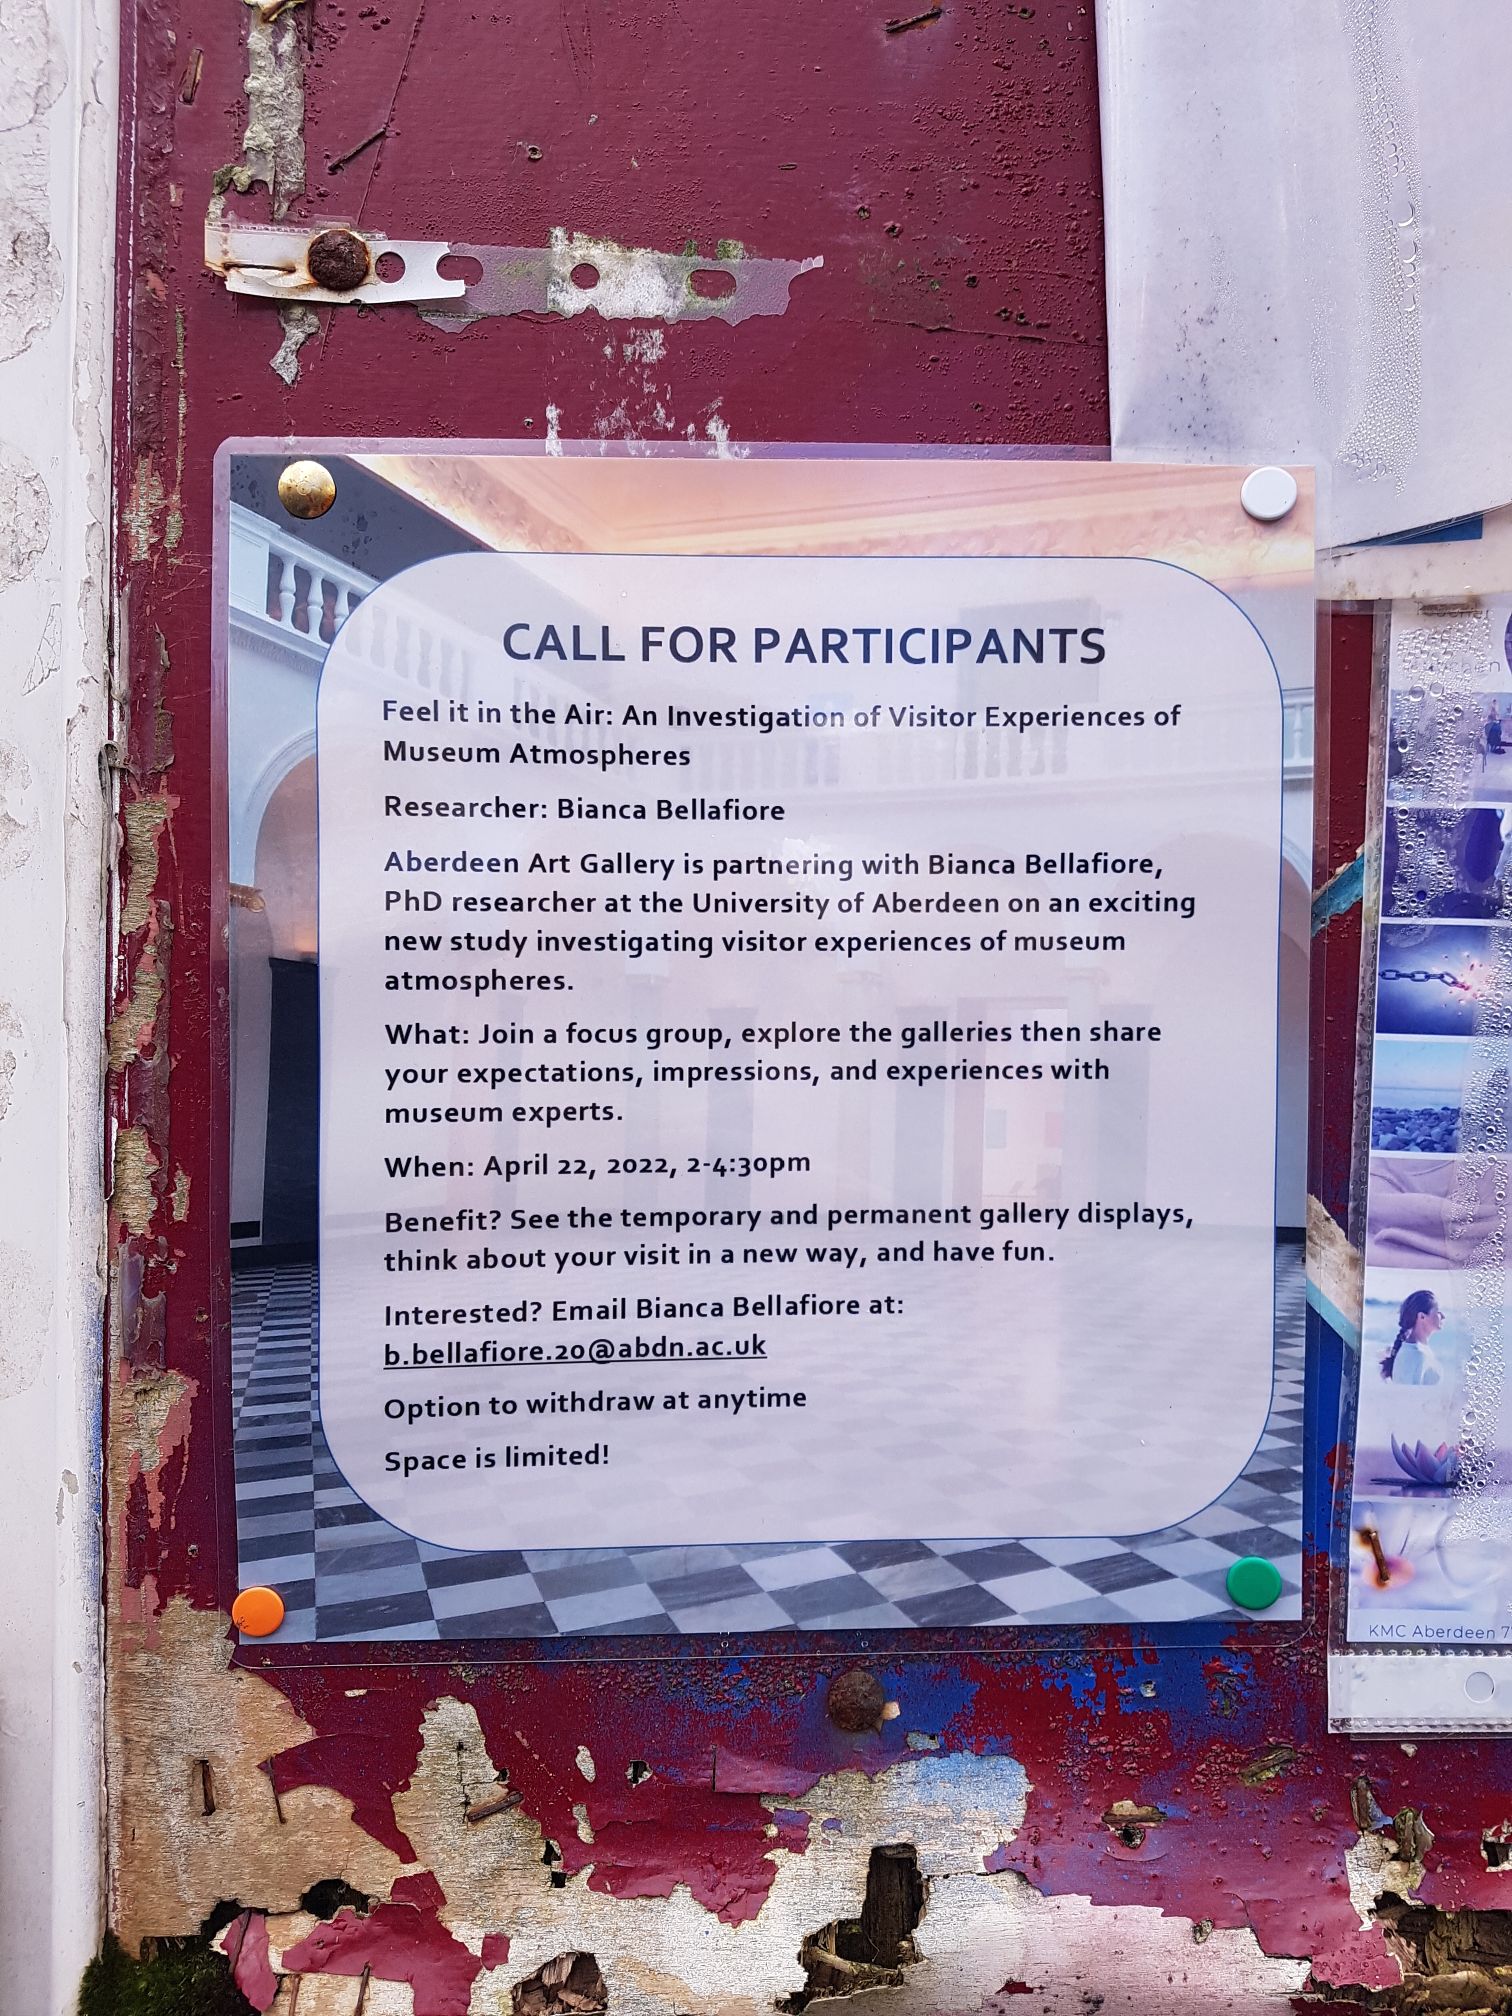 CALL FOR PARTICIPANTS
Feel it in the Air: An Investigation of Visitor Experiences of
Museum Atmospheres
Researcher: Bianca Bellafiore
Aberdeen Art Gallery is partnering with Bianca Bellafiore,
PhD researcher at the University of Aberdeen on an exciting
new study investigating visitor experiences of museum
atmospheres.
What: Join a focus group, explore the galleries then share
your expectations, impressions, and experiences with
museum experts.
When: April 22, 2022, 2-4:30pm
Benefit? See the temporary and permanent gallery displays,
think about your visit in a new way, and have fun.
Interested? Email Bianca Bellafiore at:
b.bellafiore.20@abdn.ac.uk
Option to withdraw at anytime
Space is limited!
KMC Aberdeen